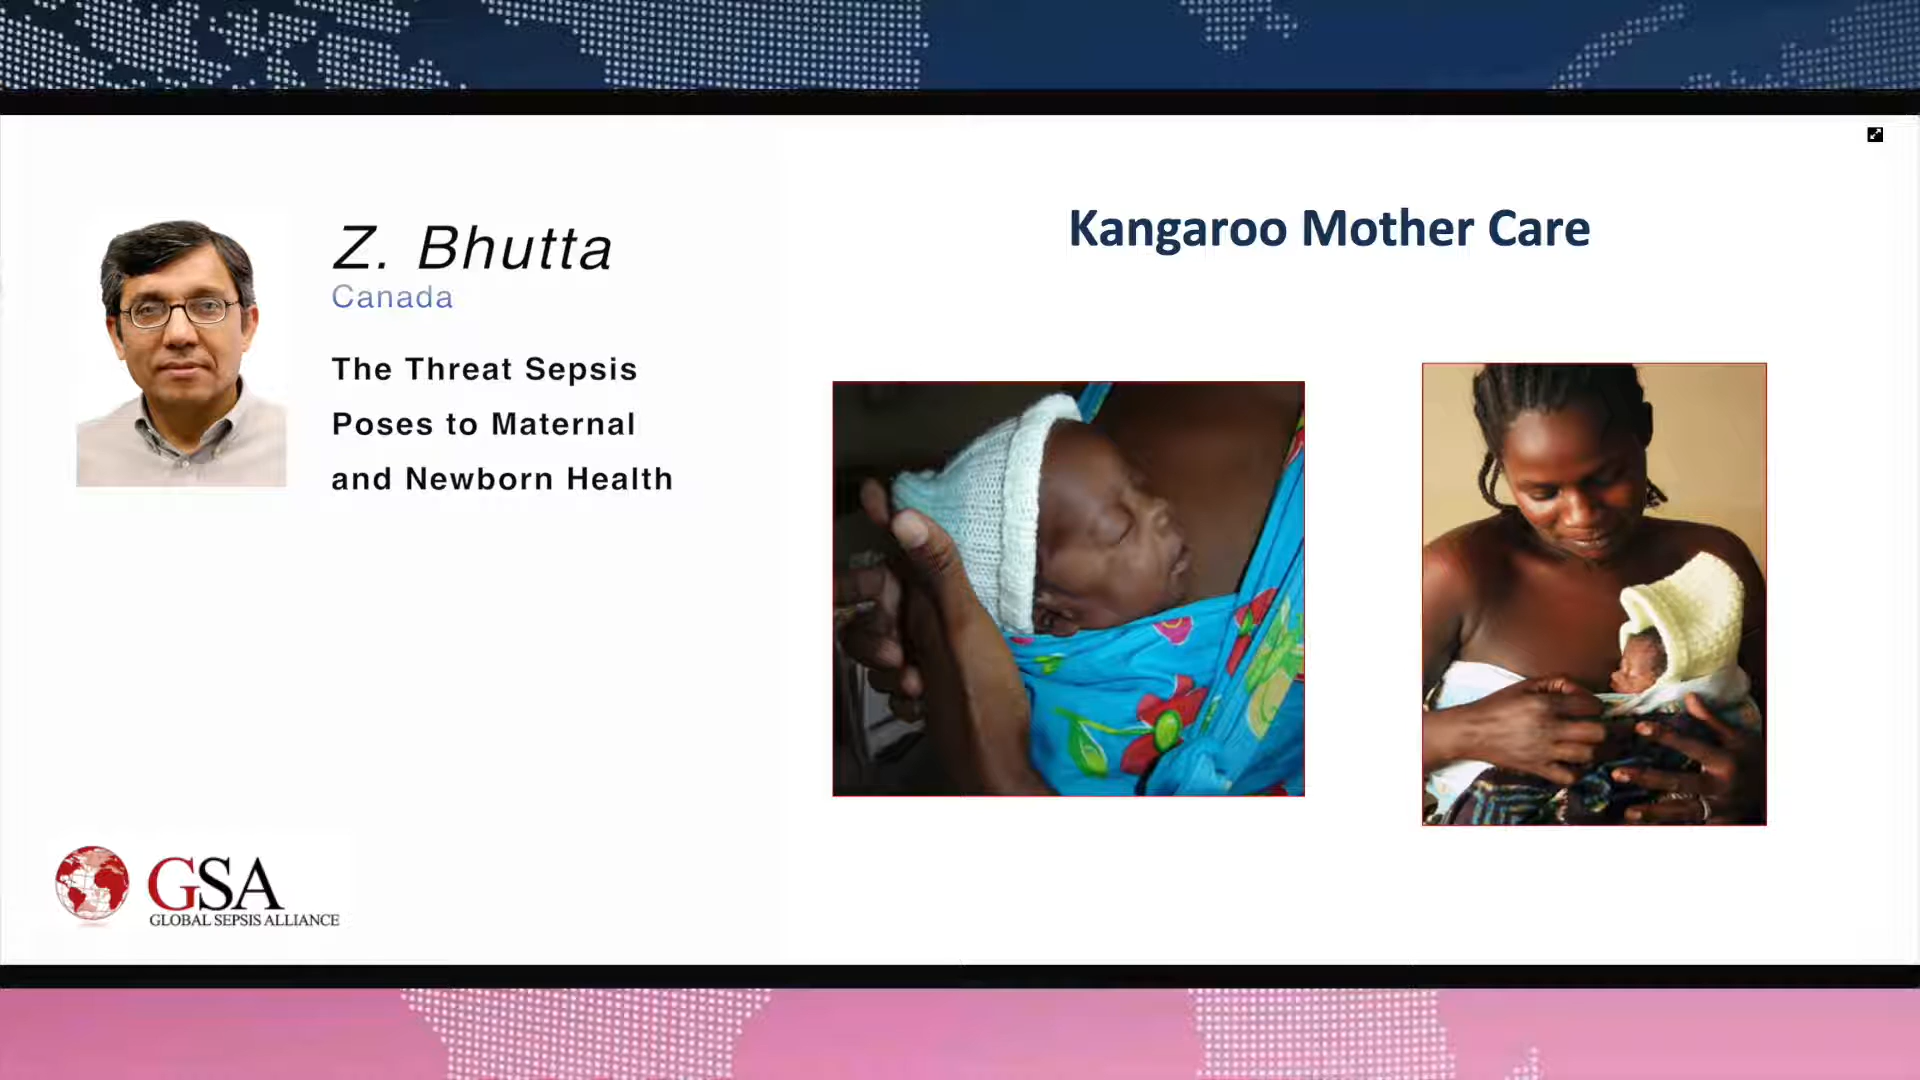 Z. Bhutta
Canada
The Threat Sepsis
Poses to Maternal
and Newborn Health
Kangaroo Mother Care
GSA
GLOBAL SEPSIS ALLIANCE